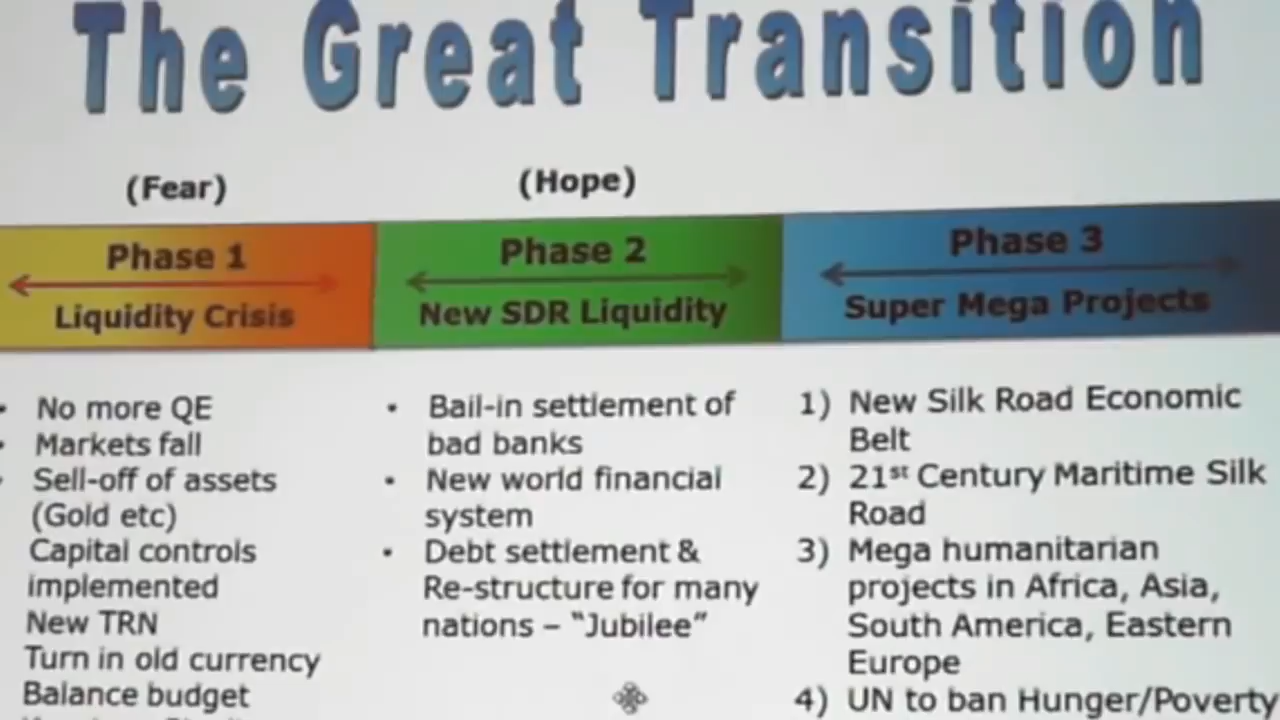 The Great Transition
(Fear)
(Hope)
Phase 1
Liquidity Crisis
Phase 2
New SDR Liquidity
Phase 3
Super Mega Projects
• No more QE
• Markets fall
• Sell-off of assets
(Gold etc)
Capital controls
implemented
New TRN
Turn in old currency
Balance budget
• Bail-in settlement of
bad banks
• New world financial
system
• Debt settlement &
Re-structure for many
nations – “Jubilee”
1) New Silk Road Economic
Belt
2) 21st Century Maritime Silk
Road
3) Mega humanitarian
projects in Africa, Asia,
South America, Eastern
Europe
4) UN to ban Hunger/Poverty